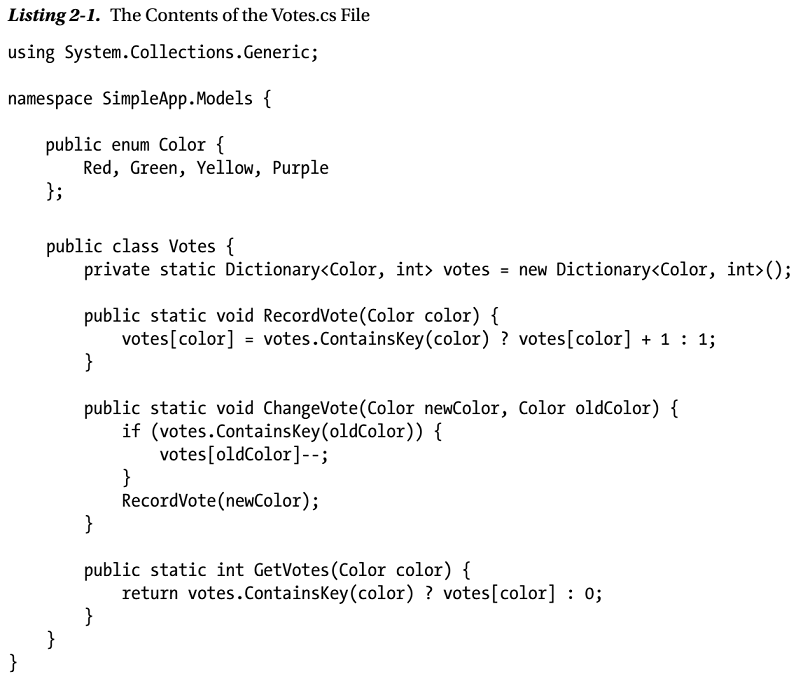 Listing 2-1. The Contents of the Votes.cs File
using System.Collections.Generic;
namespace SimpleApp.Models {
    public enum Color {
        Red, Green, Yellow, Purple
    };
    public class Votes {
        private static Dictionary<Color, int> votes = new Dictionary<Color, int>();
        public static void RecordVote(Color color) {
            votes[color] = votes.ContainsKey(color) ? votes[color] + 1 : 1;
        }
        public static void ChangeVote(Color newColor, Color oldColor) {
            if (votes.ContainsKey(oldColor)) {
                votes[oldColor]--;
            }
            RecordVote(newColor);
        }
        public static int GetVotes(Color color) {
            return votes.ContainsKey(color) ? votes[color] : 0;
        }
    }
}